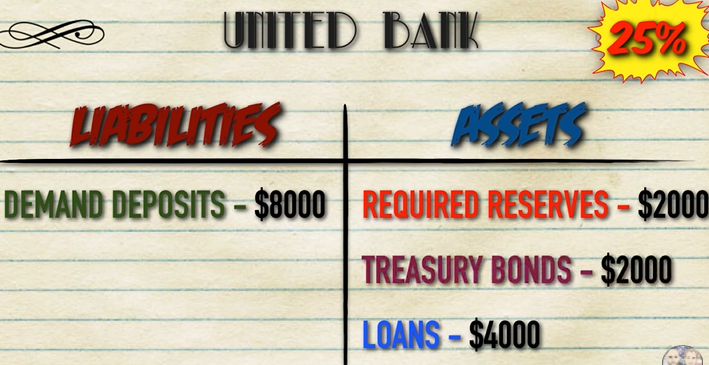 UNITED BANK
25%
LIABILITIES
ASSETS
DEMAND DEPOSITS - $8000
REQUIRED RESERVES - $2000
TREASURY BONDS - $2000
LOANS - $4000